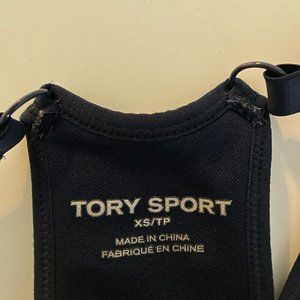 TORY SPORT
XS/TP
MADE IN CHINA
FABRIQUÉ EN CHINE